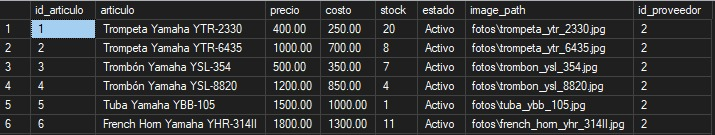 id_articulo articulo precio costo stock estado image_path id_proveedor
1 1 Trompeta Yamaha YTR-2330 400.00 250.00 20 Activo fotos\trompeta_ytr_2330.jpg 2
2 2 Trompeta Yamaha YTR-6435 1000.00 700.00 8 Activo fotos\trompeta_ytr_6435.jpg 2
3 3 Trombón Yamaha YSL-354 500.00 350.00 7 Activo fotos\trombon_ysl_354.jpg 2
4 4 Trombón Yamaha YSL-8820 1200.00 850.00 4 Activo fotos\trombon_ysl_8820.jpg 2
5 5 Tuba Yamaha YBB-105 1500.00 1000.00 1 Activo fotos\tuba_ybb_105.jpg 2
6 6 French Horn Yamaha YHR-314II 1800.00 1300.00 11 Activo fotos\french_horn_yhr_314II.jpg 2